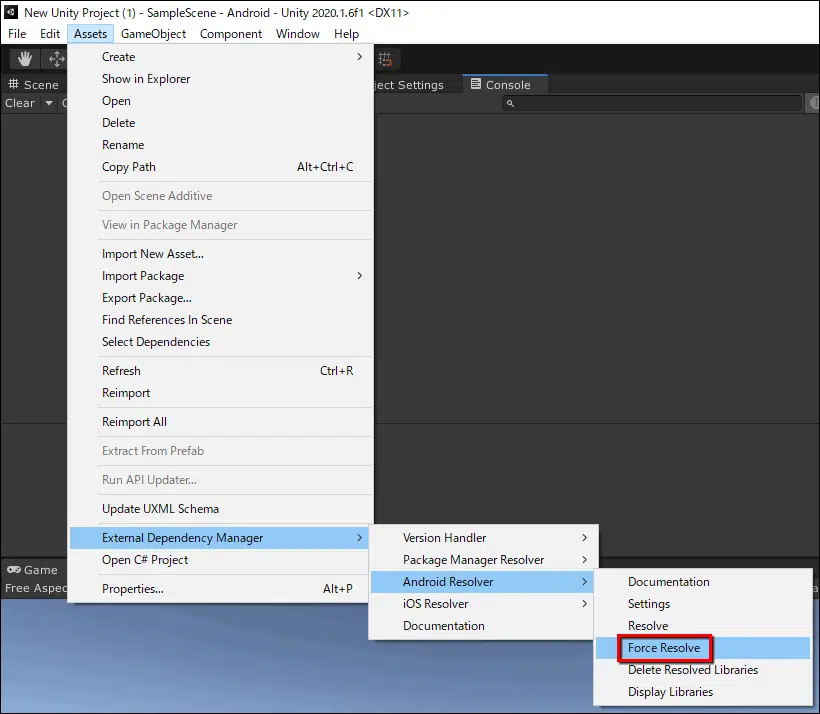 New Unity Project (1) - SampleScene - Android - Unity 2020.1.6f1 <DX11>
File Edit Assets GameObject Component Window Help
Scene
ject Settings
Console
Clear
Create
Show in Explorer
Open
Delete
Rename
Copy Path Alt+Ctrl+C
Open Scene Additive
View in Package Manager
Import New Asset...
Import Package
Export Package...
Find References In Scene
Select Dependencies
Refresh Ctrl+R
Reimport
Reimport All
Extract From Prefab
Run API Updater...
Update UXML Schema
External Dependency Manager
Open C# Project
Properties... Alt+P
Version Handler
Package Manager Resolver
Android Resolver
iOS Resolver
Documentation
Documentation
Settings
Resolve
Force Resolve
Delete Resolved Libraries
Display Libraries
Game
Free Aspec